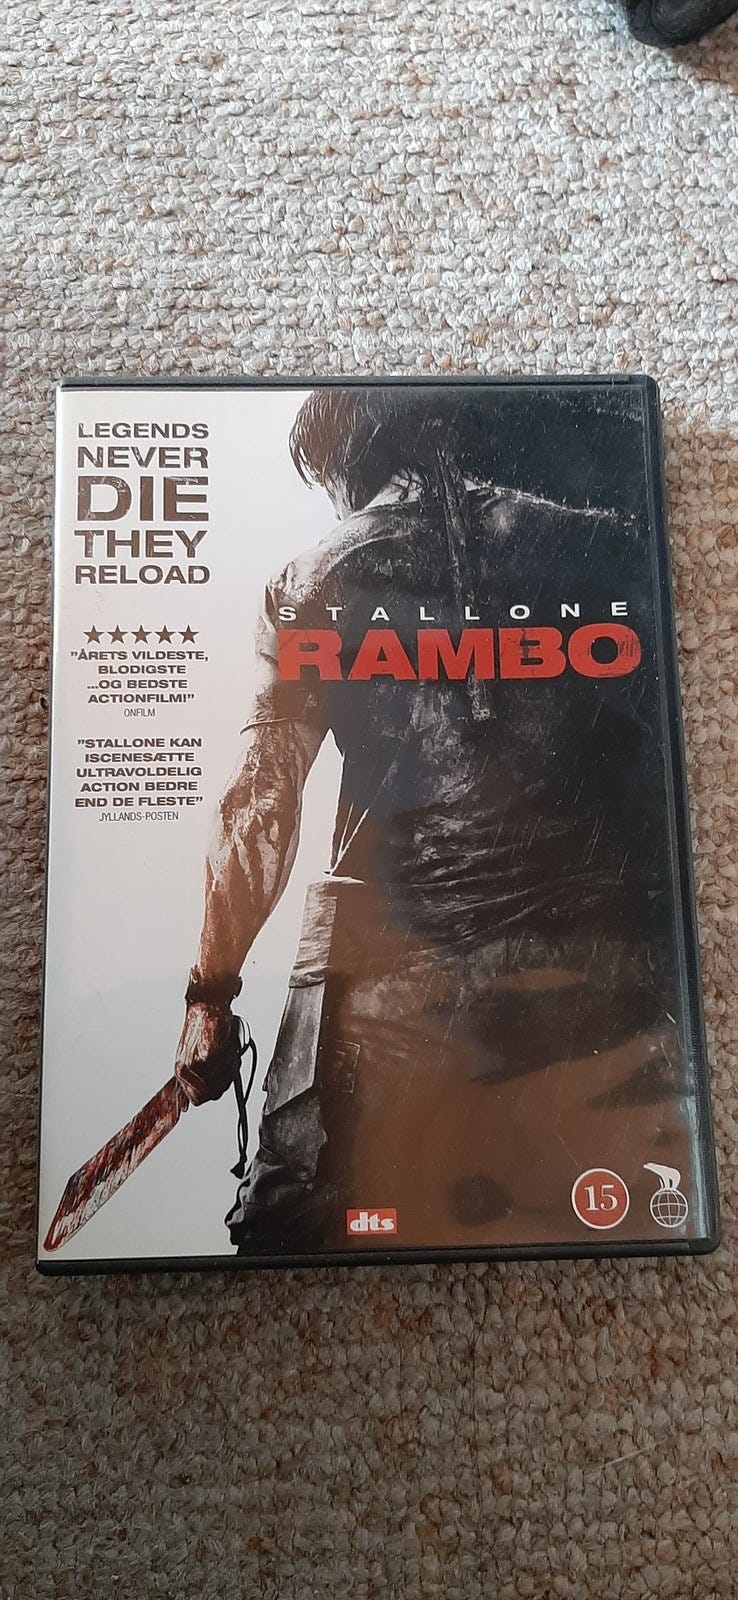 LEGENDS
NEVER
DIE
THEY
RELOAD
"ÅRETS VILDESTE,
BLODIGSTE
...OG BEDSTE
ACTIONFILM!"
ONFILM
"STALLONE KAN
ISCENESÆTTE
ULTRAVOLDELIG
ACTION BEDRE
END DE FLESTE"
JYLLANDS-POSTEN
STALLONE
RAMBO
dts
15